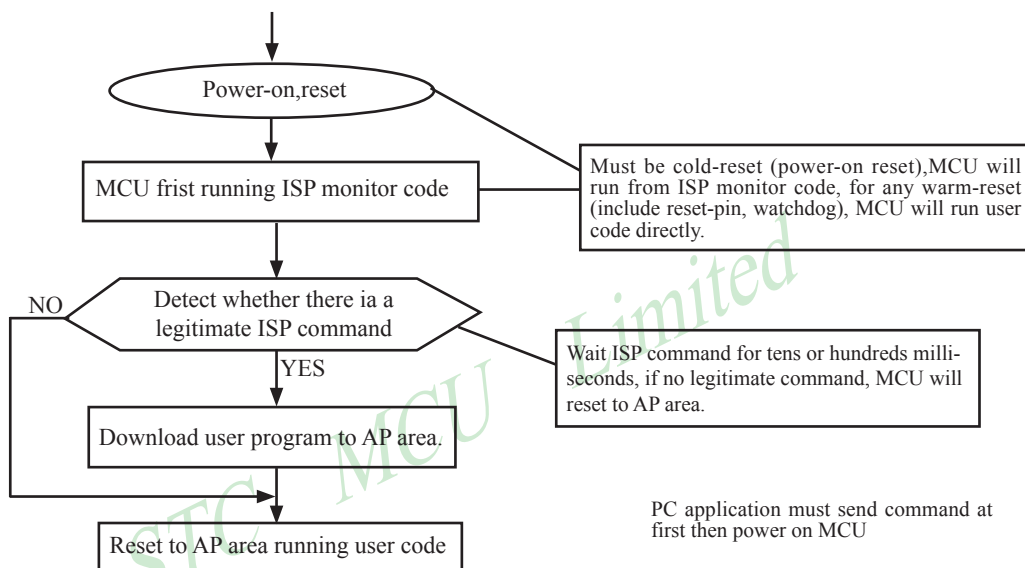 Power-on,reset
MCU frist running ISP monitor code
Must be cold-reset (power-on reset),MCU will
run from ISP monitor code, for any warm-reset
(include reset-pin, watchdog), MCU will run user
code directly.
NO
Detect whether there ia a
legitimate ISP command
YES
Wait ISP command for tens or hundreds milli-
seconds, if no legitimate command, MCU will
reset to AP area.
Download user program to AP area.
PC application must send command at
first then power on MCU
Reset to AP area running user code
STC MCU Limited